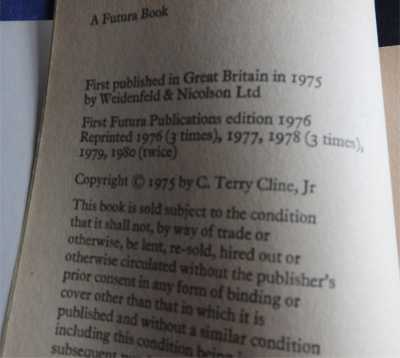 A Futura Book
First published in Great Britain in 1975
by Weidenfeld & Nicolson Ltd
First Futura Publications edition 1976
Reprinted 1976 (3 times), 1977, 1978 (3 times),
1979, 1980 (twice)
Copyright © 1975 by C. Terry Cline, Jr
This book is sold subject to the condition
that it shall not, by way of trade or
otherwise, be lent, re-sold, hired out or
otherwise circulated without the publisher's
prior consent in any form of binding or
cover other than that in which it is
published and without a similar condition
including this condition being
subsequent